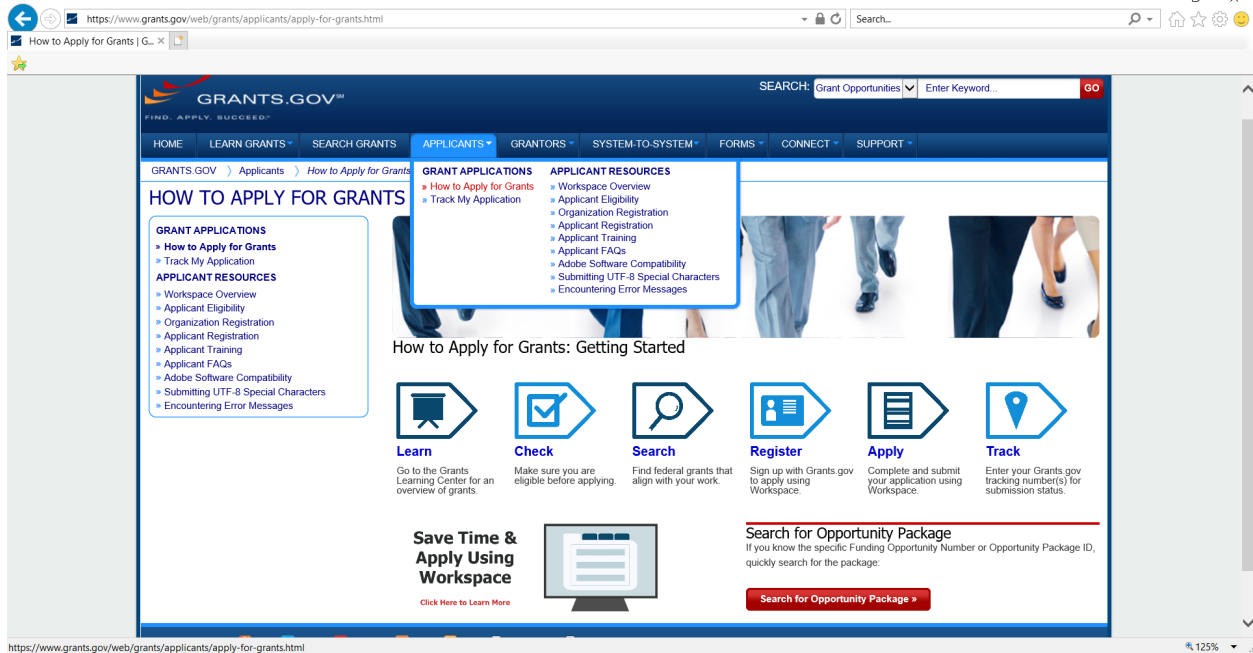 https://www.grants.gov/web/grants/applicants/apply-for-grants.html
Search...
How to Apply for Grants | G...
GRANTS.GOV℠
FIND. APPLY. SUCCEED.℠
SEARCH: Grant Opportunities Enter Keyword... GO
HOME LEARN GRANTS SEARCH GRANTS APPLICANTS GRANTORS SYSTEM-TO-SYSTEM FORMS CONNECT SUPPORT
GRANTS.GOV 〉 Applicants 〉 How to Apply for Grants
GRANT APPLICATIONS
» How to Apply for Grants
» Track My Application
APPLICANT RESOURCES
» Workspace Overview
» Applicant Eligibility
» Organization Registration
» Applicant Registration
» Applicant Training
» Applicant FAQs
» Adobe Software Compatibility
» Submitting UTF-8 Special Characters
» Encountering Error Messages
HOW TO APPLY FOR GRANTS
GRANT APPLICATIONS
» How to Apply for Grants
» Track My Application
APPLICANT RESOURCES
» Workspace Overview
» Applicant Eligibility
» Organization Registration
» Applicant Registration
» Applicant Training
» Applicant FAQs
» Adobe Software Compatibility
» Submitting UTF-8 Special Characters
» Encountering Error Messages
How to Apply for Grants: Getting Started
Learn
Go to the Grants
Learning Center for an
overview of grants.
Check
Make sure you are
eligible before applying.
Search
Find federal grants that
align with your work.
Register
Sign up with Grants.gov
to apply using
Workspace.
Apply
Complete and submit
your application using
Workspace.
Track
Enter your Grants.gov
tracking number(s) for
submission status.
Save Time &
Apply Using
Workspace
Click Here to Learn More
Search for Opportunity Package
If you know the specific Funding Opportunity Number or Opportunity Package ID,
quickly search for the package:
Search for Opportunity Package »
https://www.grants.gov/web/grants/applicants/apply-for-grants.html
125%